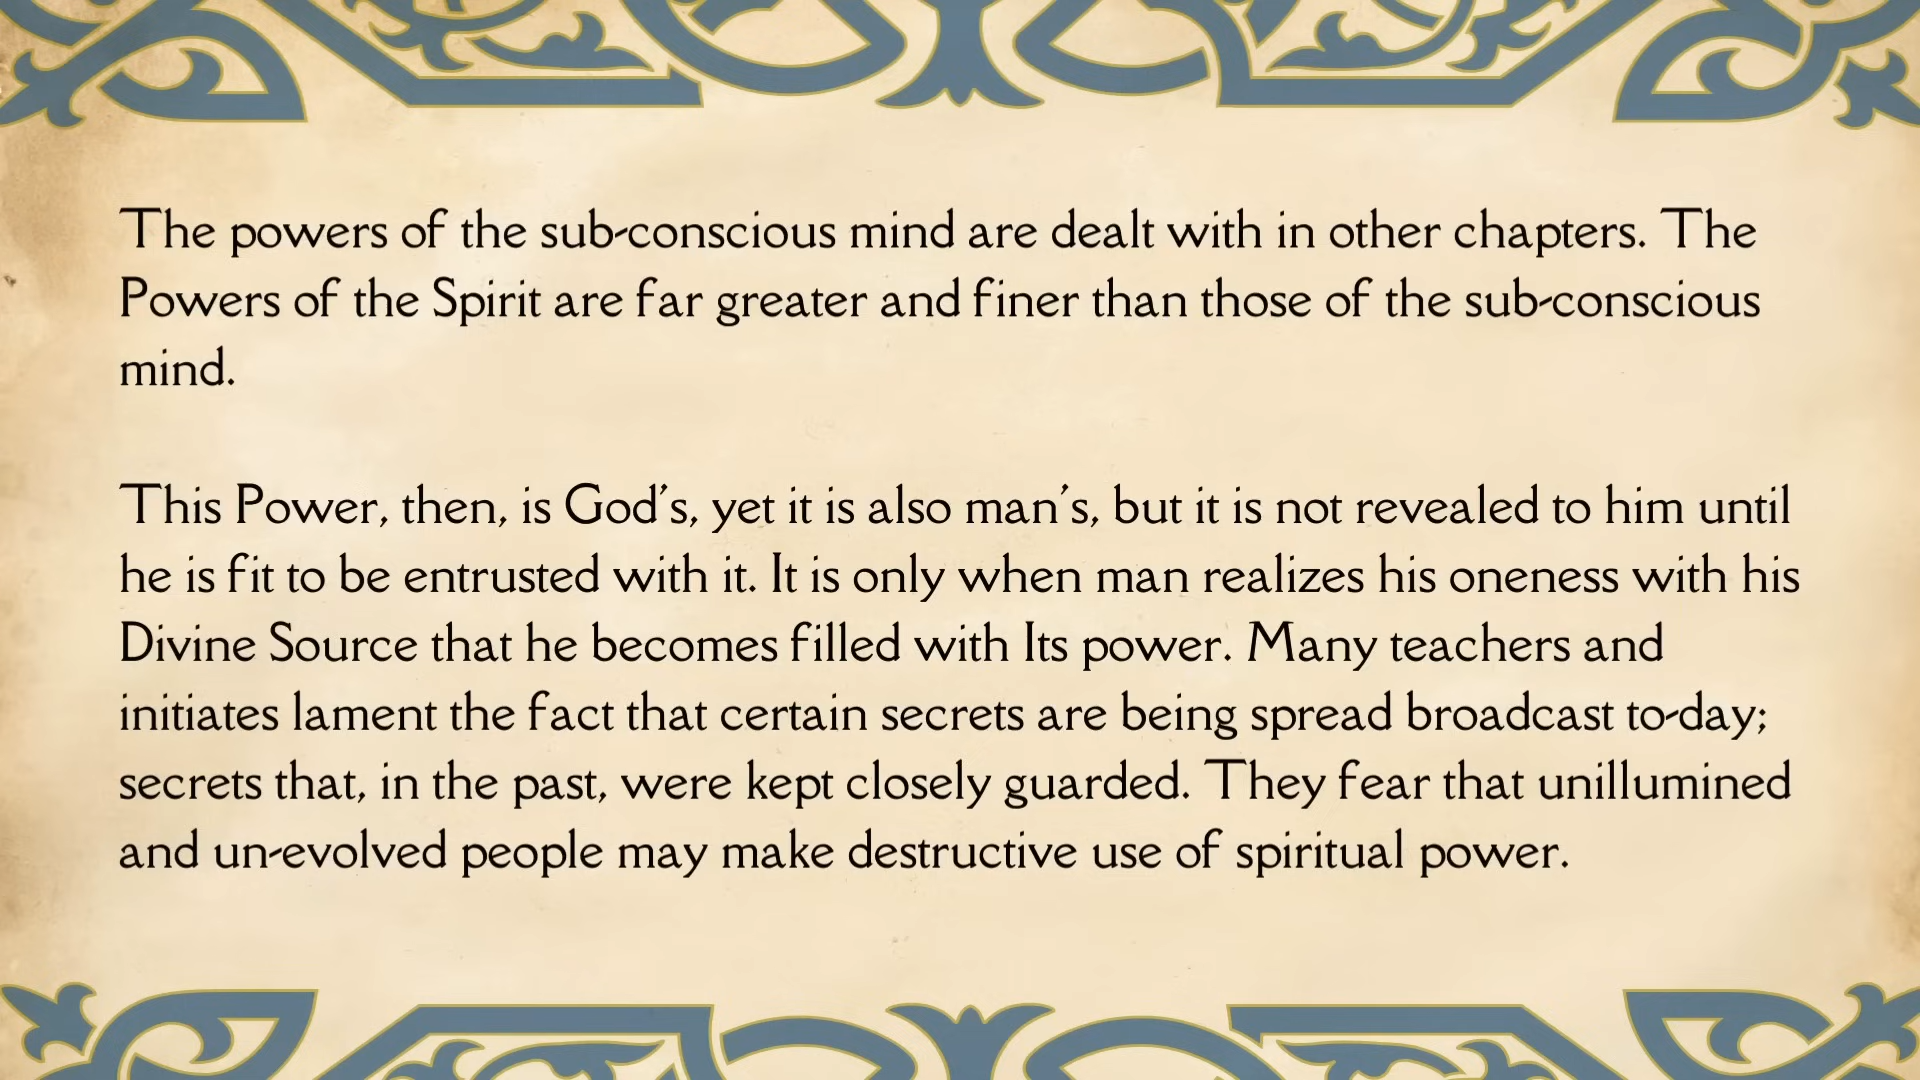 The powers of the sub-conscious mind are dealt with in other chapters. The
Powers of the Spirit are far greater and finer than those of the sub-conscious
mind.
This Power, then, is God's, yet it is also man's, but it is not revealed to him until
he is fit to be entrusted with it. It is only when man realizes his oneness with his
Divine Source that he becomes filled with Its power. Many teachers and
initiates lament the fact that certain secrets are being spread broadcast to-day;
secrets that, in the past, were kept closely guarded. They fear that unillumined
and un-evolved people may make destructive use of spiritual power.